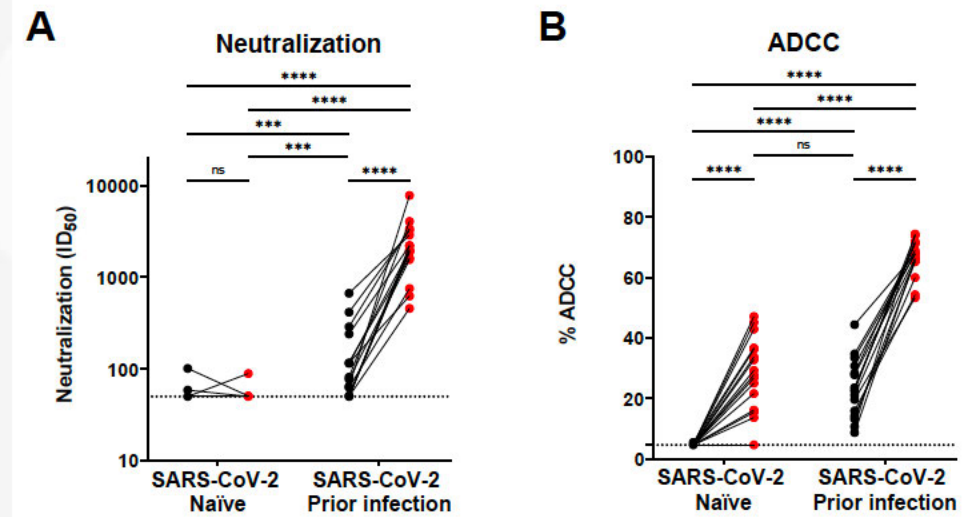 A
Neutralization
****
****
***
***
ns
****
10000
1000
100
10
Neutralization (ID50)
SARS-CoV-2
Naïve
SARS-CoV-2
Prior infection
B
ADCC
****
****
****
ns
****
****
100
80
60
40
20
0
% ADCC
SARS-CoV-2
Naïve
SARS-CoV-2
Prior infection